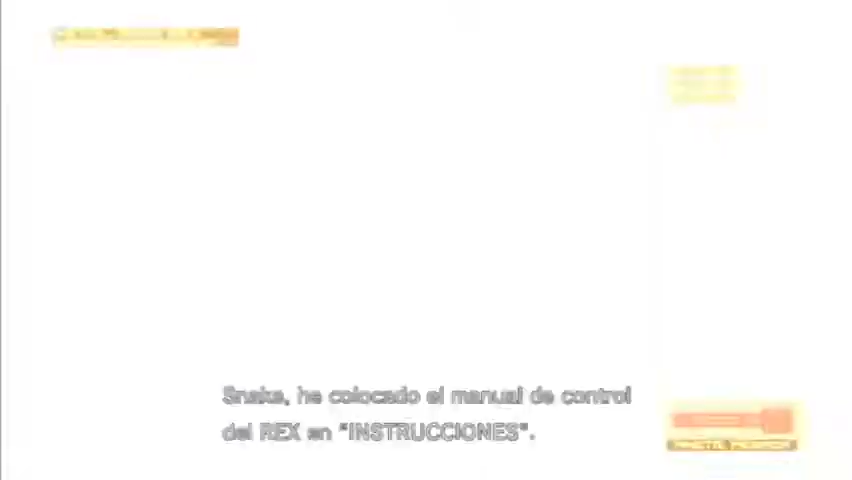 Snake, he colocado el manual de control
del REX en "INSTRUCCIONES".